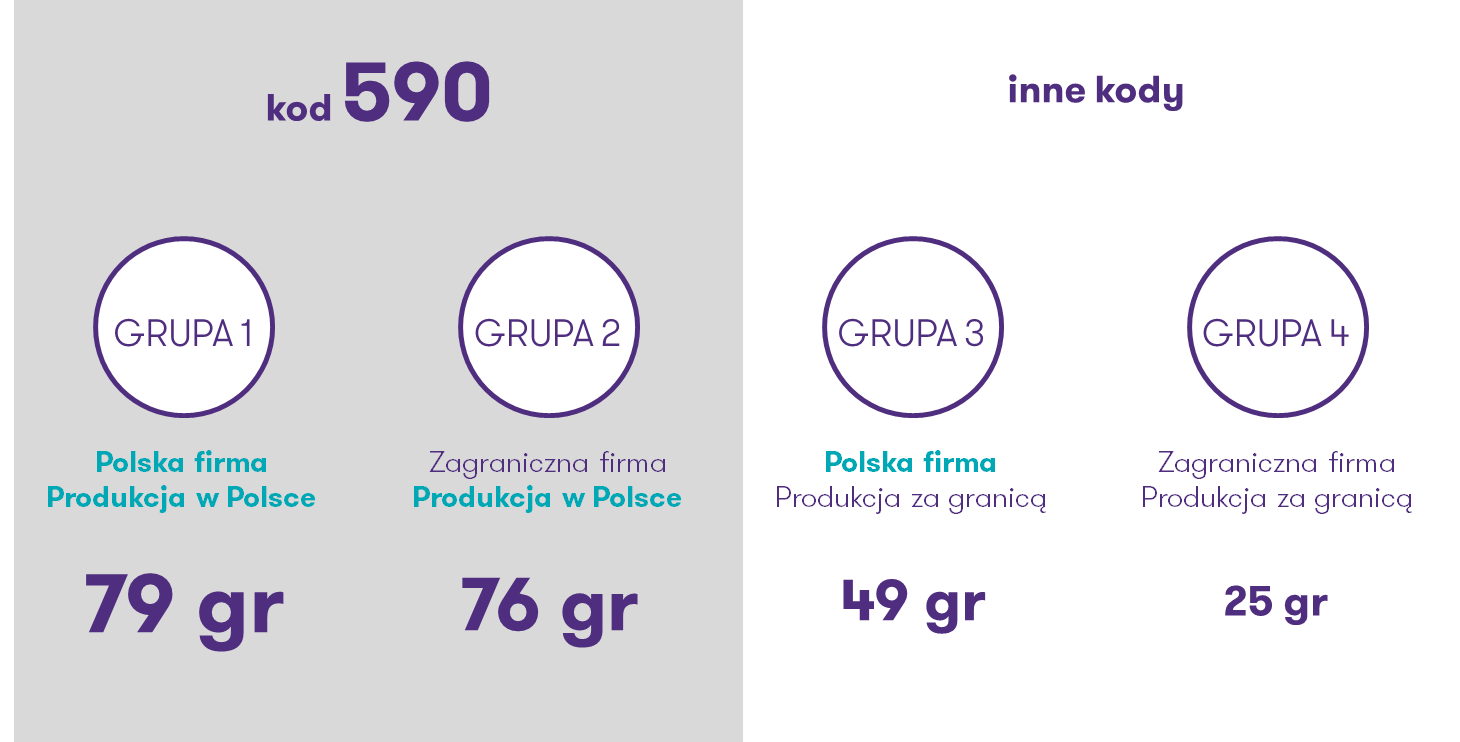 kod 590
inne kody
GRUPA 1
GRUPA 2
GRUPA 3
GRUPA 4
Polska firma
Produkcja w Polsce
Zagraniczna firma
Produkcja w Polsce
Polska firma
Produkcja za granicą
Zagraniczna firma
Produkcja za granicą
79 gr
76 gr
49 gr
25 gr